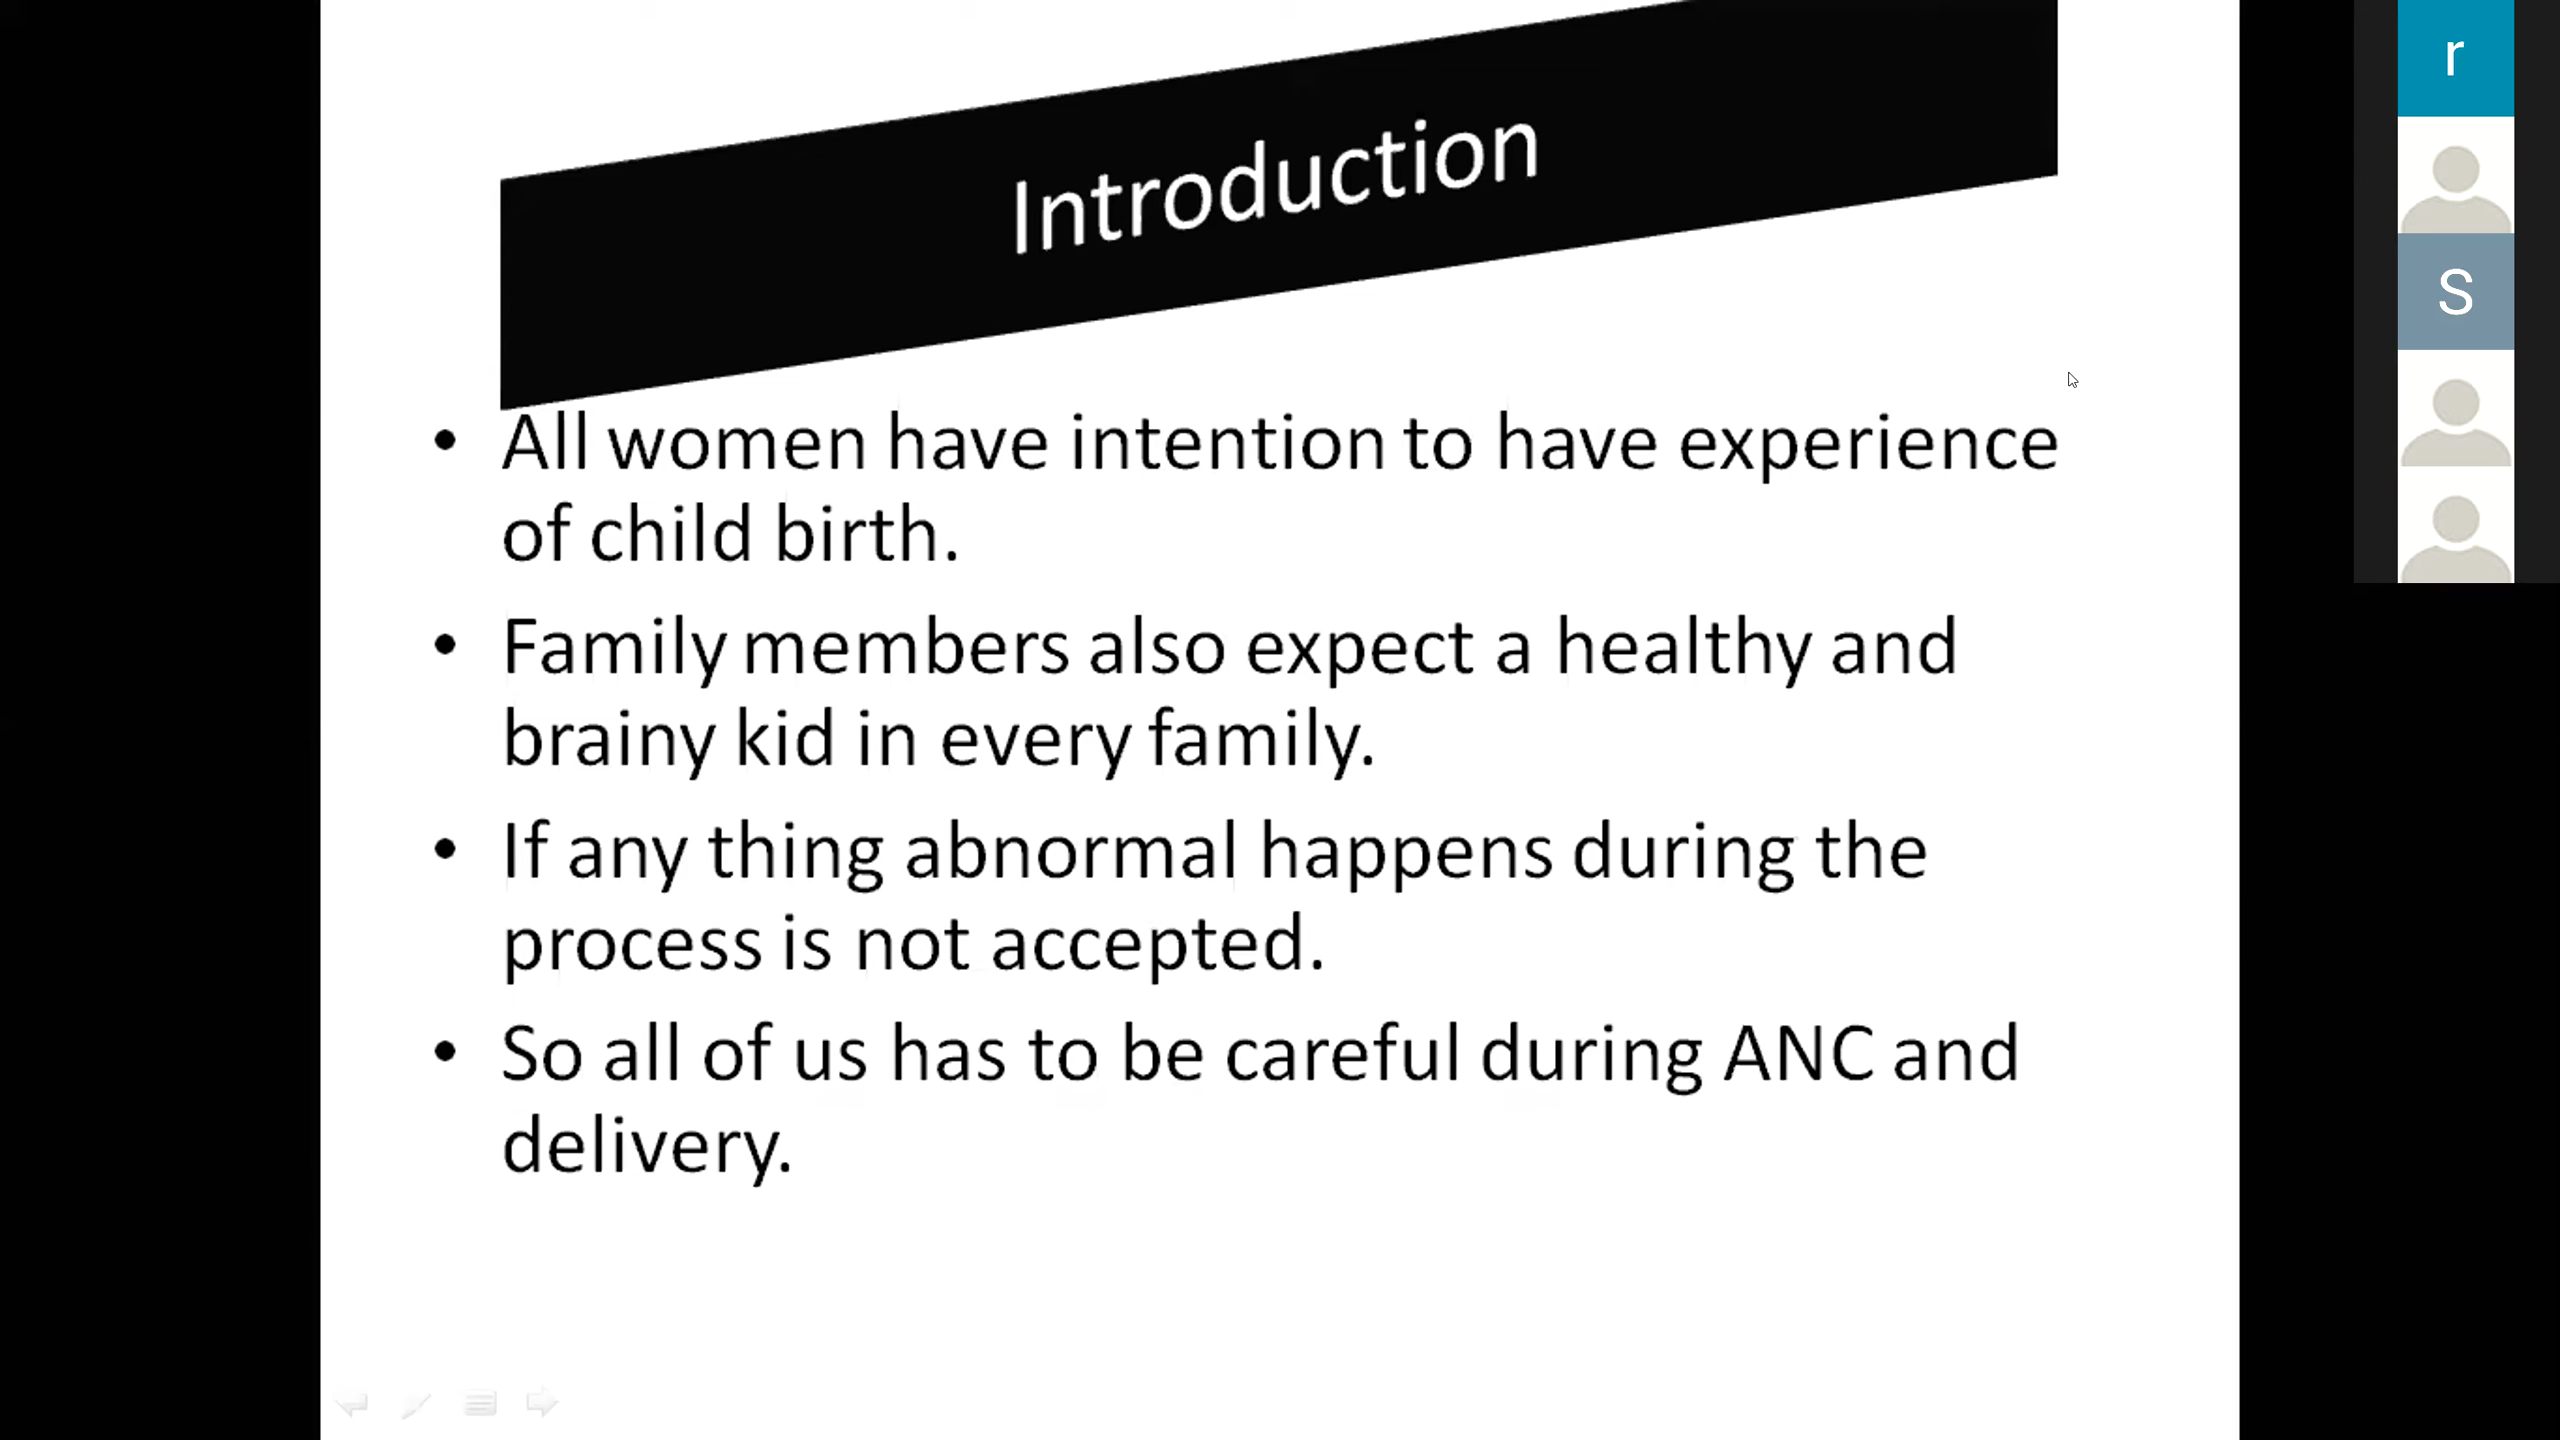 Introduction
• All women have intention to have experience
of child birth.
• Family members also expect a healthy and
brainy kid in every family.
• If any thing abnormal happens during the
process is not accepted.
• So all of us has to be careful during ANC and
delivery.
r
S